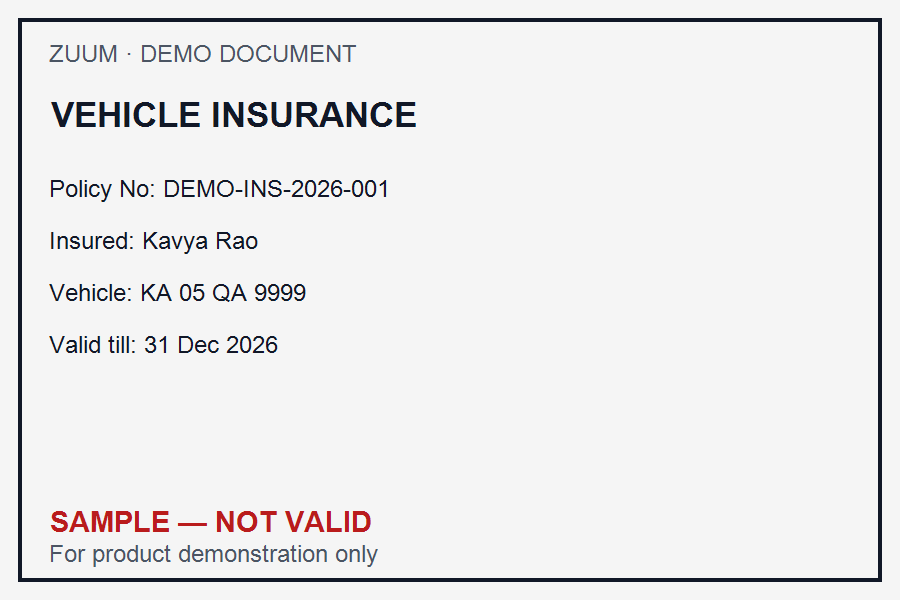 ZUUM · DEMO DOCUMENT
VEHICLE INSURANCE
Policy No: DEMO-INS-2026-001
Insured: Kavya Rao
Vehicle: KA 05 QA 9999
Valid till: 31 Dec 2026
SAMPLE — NOT VALID
For product demonstration only